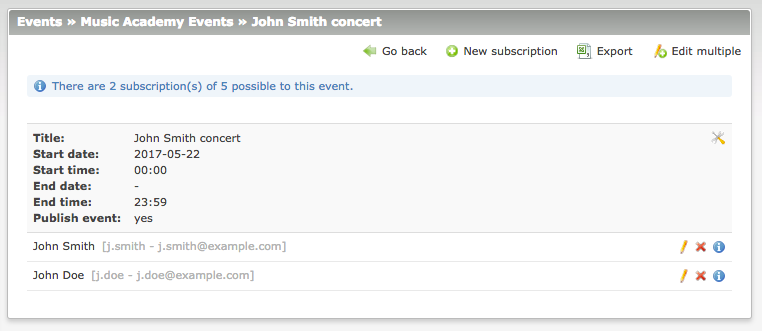 Events » Music Academy Events » John Smith concert
Go back New subscription Export Edit multiple
There are 2 subscription(s) of 5 possible to this event.
Title: John Smith concert
Start date: 2017-05-22
Start time: 00:00
End date: -
End time: 23:59
Publish event: yes
John Smith [j.smith - j.smith@example.com]
John Doe [j.doe - j.doe@example.com]